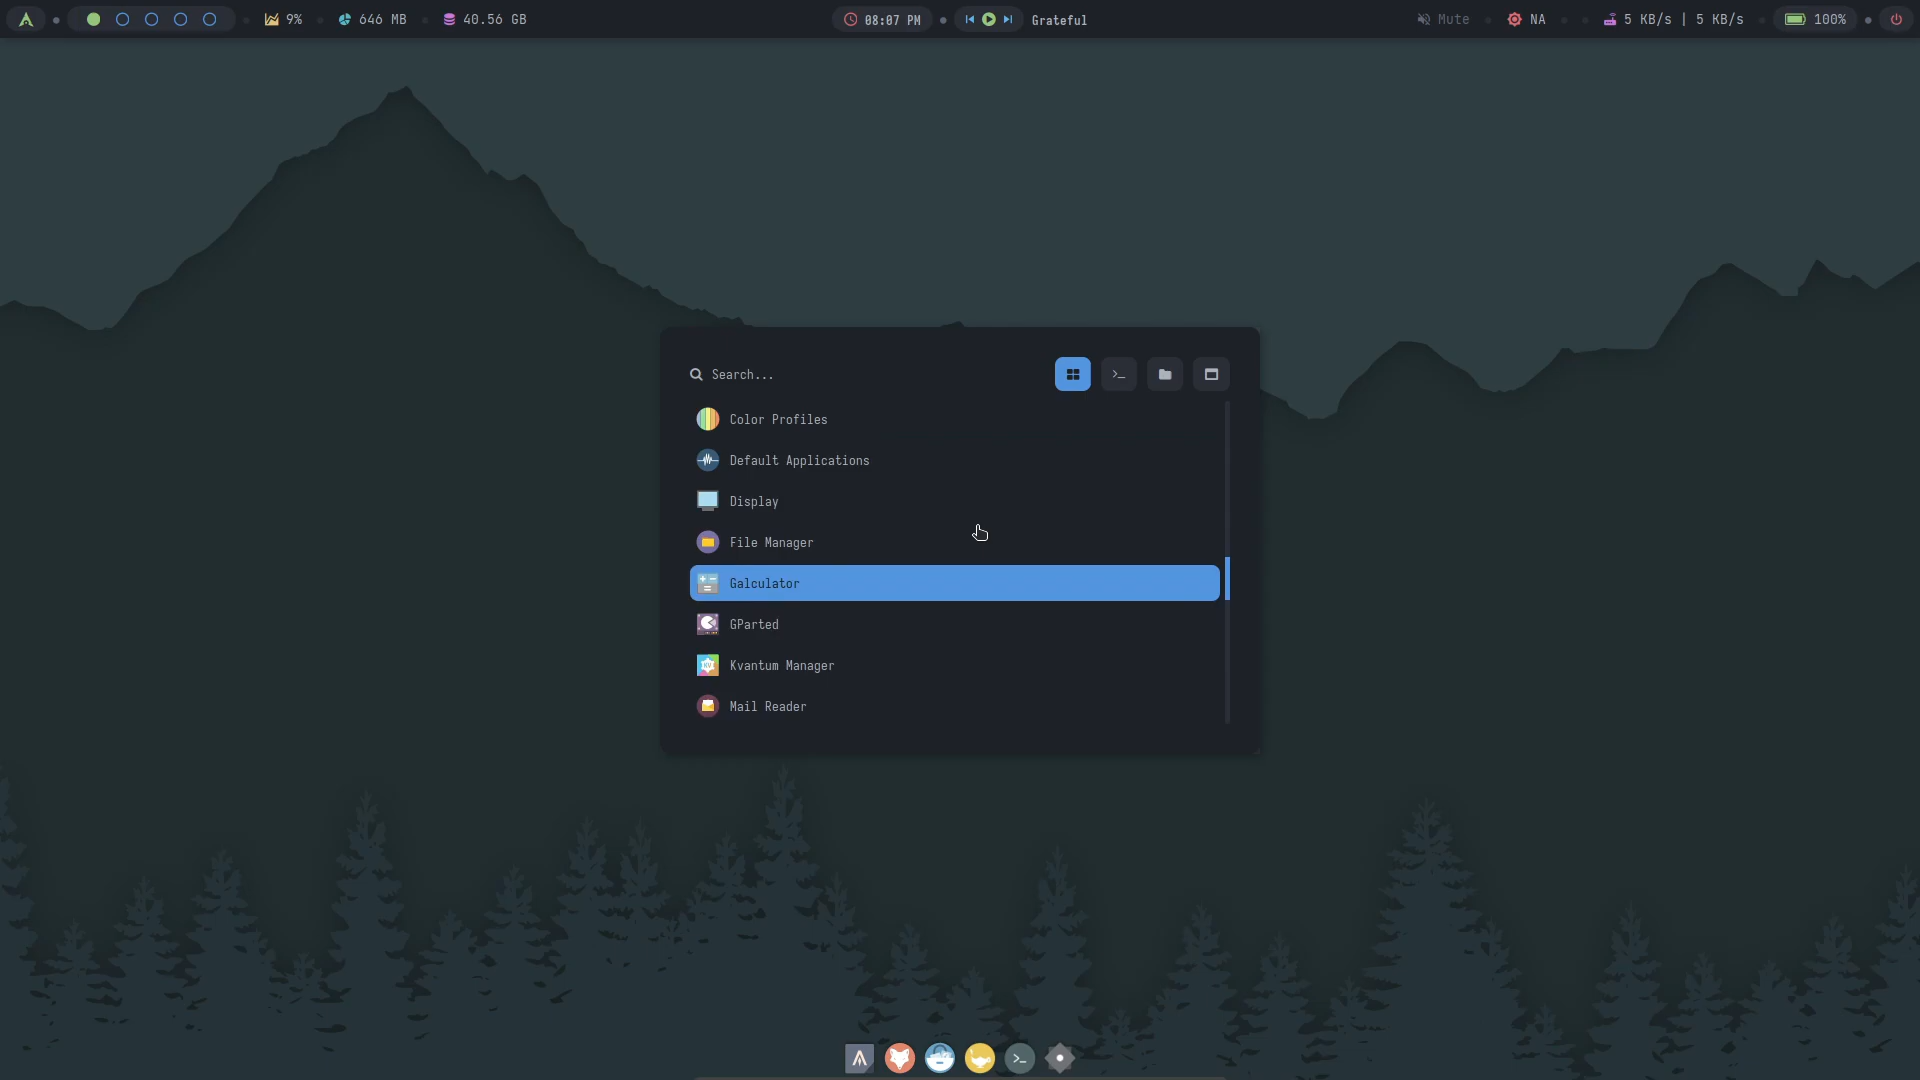 9% 646 MB 40.56 GB 08:07 PM Grateful Mute NA 5 KB/s | 5 KB/s 100%
Search...
Color Profiles
Default Applications
Display
File Manager
Galculator
GParted
Kvantum Manager
Mail Reader